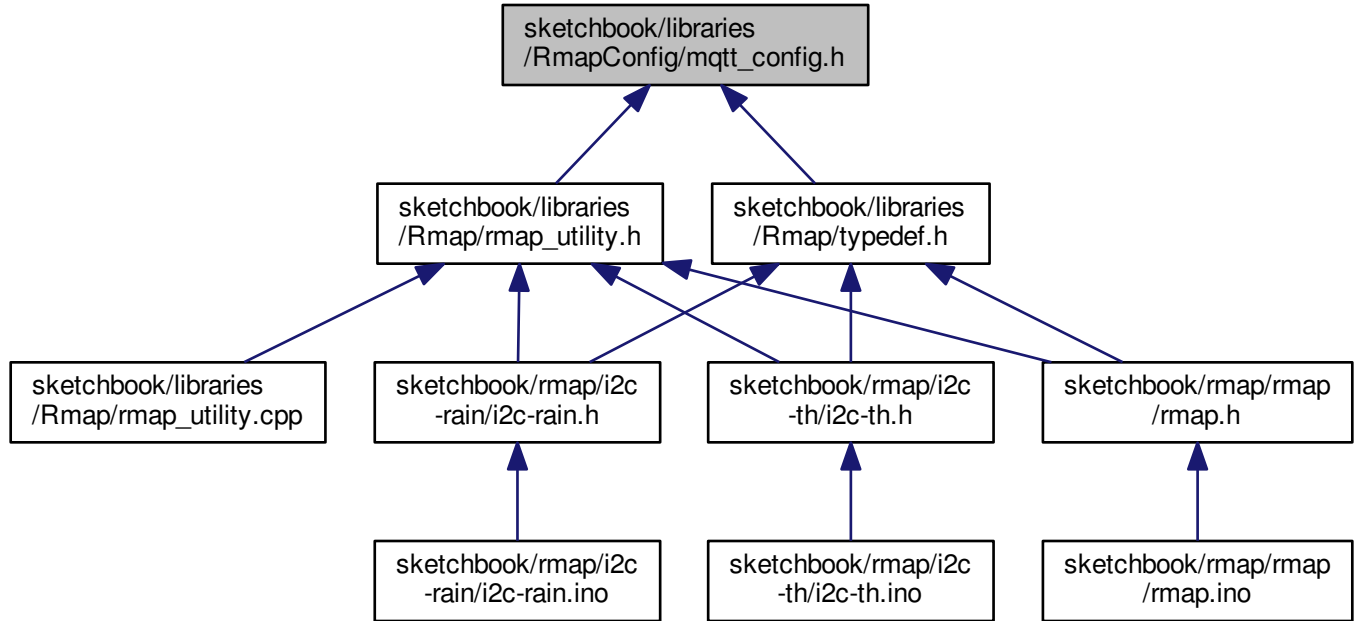 sketchbook/libraries
/RmapConfig/mqtt_config.h
sketchbook/libraries
/Rmap/rmap_utility.h
sketchbook/libraries
/Rmap/typedef.h
sketchbook/libraries
/Rmap/rmap_utility.cpp
sketchbook/rmap/i2c
-rain/i2c-rain.h
sketchbook/rmap/i2c
-th/i2c-th.h
sketchbook/rmap/rmap
/rmap.h
sketchbook/rmap/i2c
-rain/i2c-rain.ino
sketchbook/rmap/i2c
-th/i2c-th.ino
sketchbook/rmap/rmap
/rmap.ino